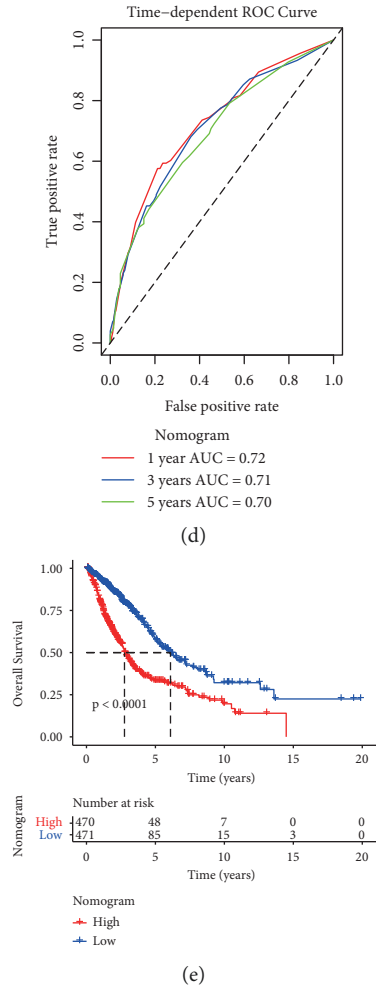 Time−dependent ROC Curve
1.0
0.8
0.6
0.4
0.2
0.0
True positive rate
0.0 0.2 0.4 0.6 0.8 1.0
False positive rate
Nomogram
1 year AUC = 0.72
3 years AUC = 0.71
5 years AUC = 0.70
(d)
1.00
0.75
0.50
0.25
0.00
Overall Survival
p < 0.0001
0 5 10 15 20
Time (years)
Number at risk
Nomogram
High 470 48 7 0 0
Low 471 85 15 3 0
0 5 10 15 20
Time (years)
Nomogram
High
Low
(e)